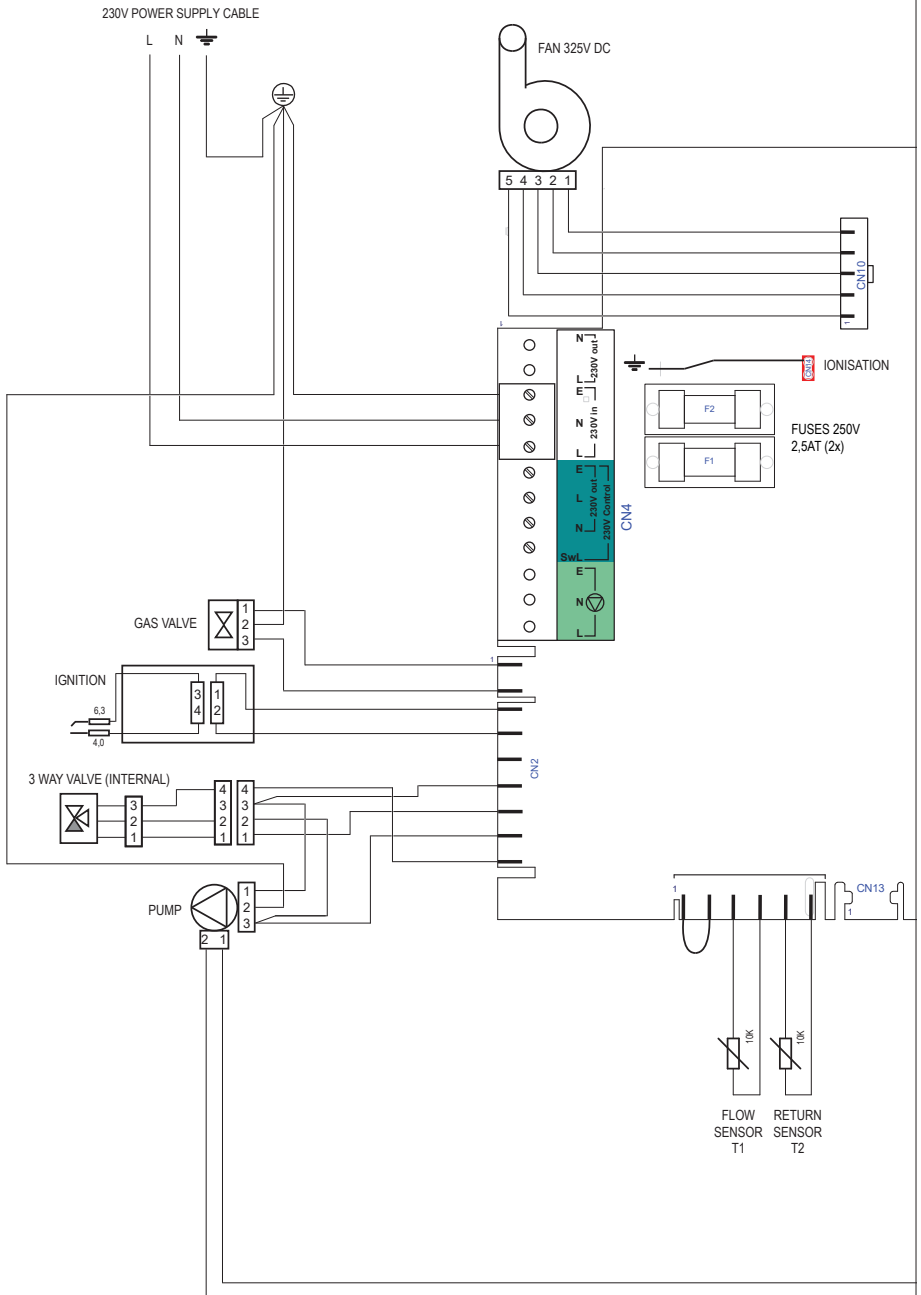 230V POWER SUPPLY CABLE
L N
FAN 325V DC
5 4 3 2 1
CN10
1
1
N
L
230V out
E
N
L
230V in
E
L
N
230V out
SwL
230V Control
CN4
E
N
L
CN14
IONISATION
F2
F1
FUSES 250V
2,5AT (2x)
GAS VALVE
1
2
3
1
IGNITION
3
4
1
2
6,3
4,0
CN2
3 WAY VALVE (INTERNAL)
3
2
1
4
3
2
1
4
3
2
1
PUMP
1
2
3
2 1
1
CN13
1
10K
10K
FLOW
SENSOR
T1
RETURN
SENSOR
T2